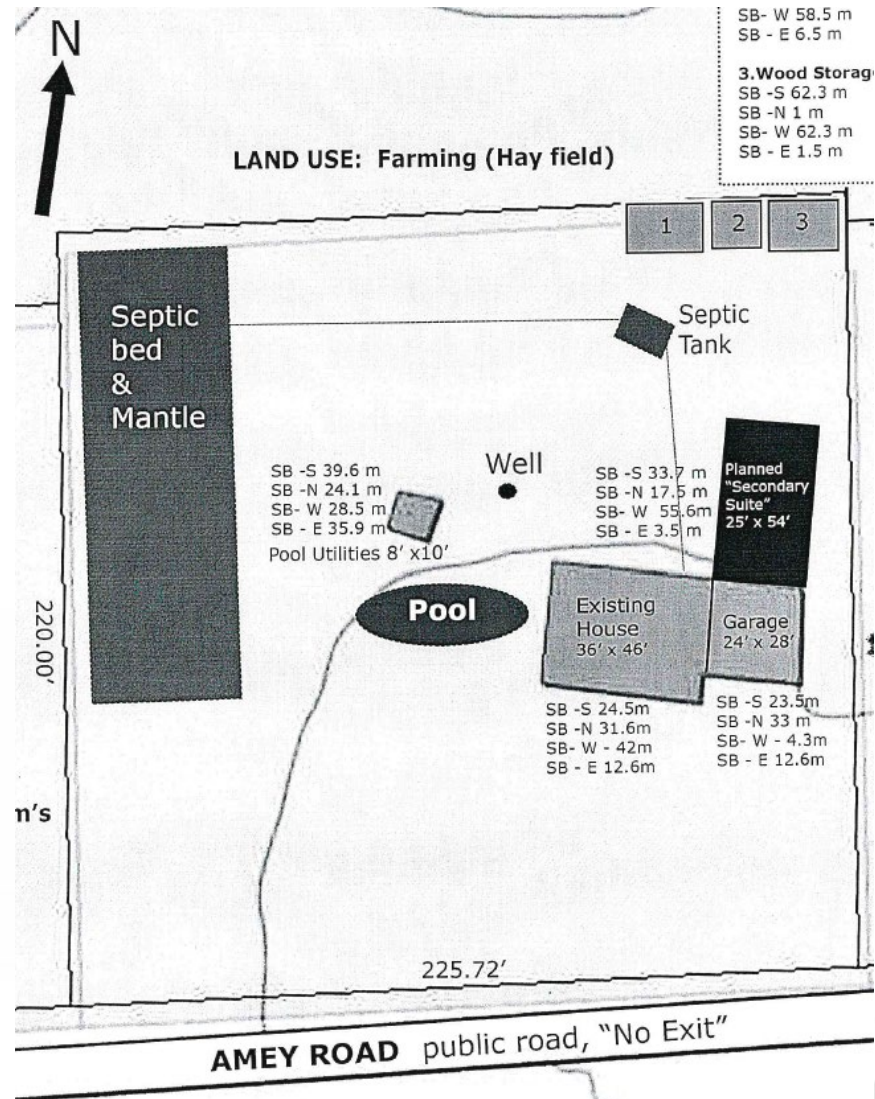 SB- W 58.5 m
SB - E 6.5 m
3.Wood Storage
SB -S 62.3 m
SB -N 1 m
SB- W 62.3 m
SB - E 1.5 m
N
LAND USE: Farming (Hay field)
1
2
3
Septic
bed
&
Mantle
Septic
Tank
SB -S 39.6 m
SB -N 24.1 m
SB- W 28.5 m
SB - E 35.9 m
Pool Utilities 8' x10'
Well
SB -S 33.7 m
SB -N 17.5 m
SB- W 55.6m
SB - E 3.5 m
Planned
"Secondary
Suite"
25' x 54'
Pool
Existing
House
36' x 46'
Garage
24' x 28'
220.00'
SB -S 24.5m
SB -N 31.6m
SB- W - 42m
SB - E 12.6m
SB -S 23.5m
SB -N 33 m
SB- W - 4.3m
SB - E 12.6m
m's
225.72'
AMEY ROAD public road, "No Exit"